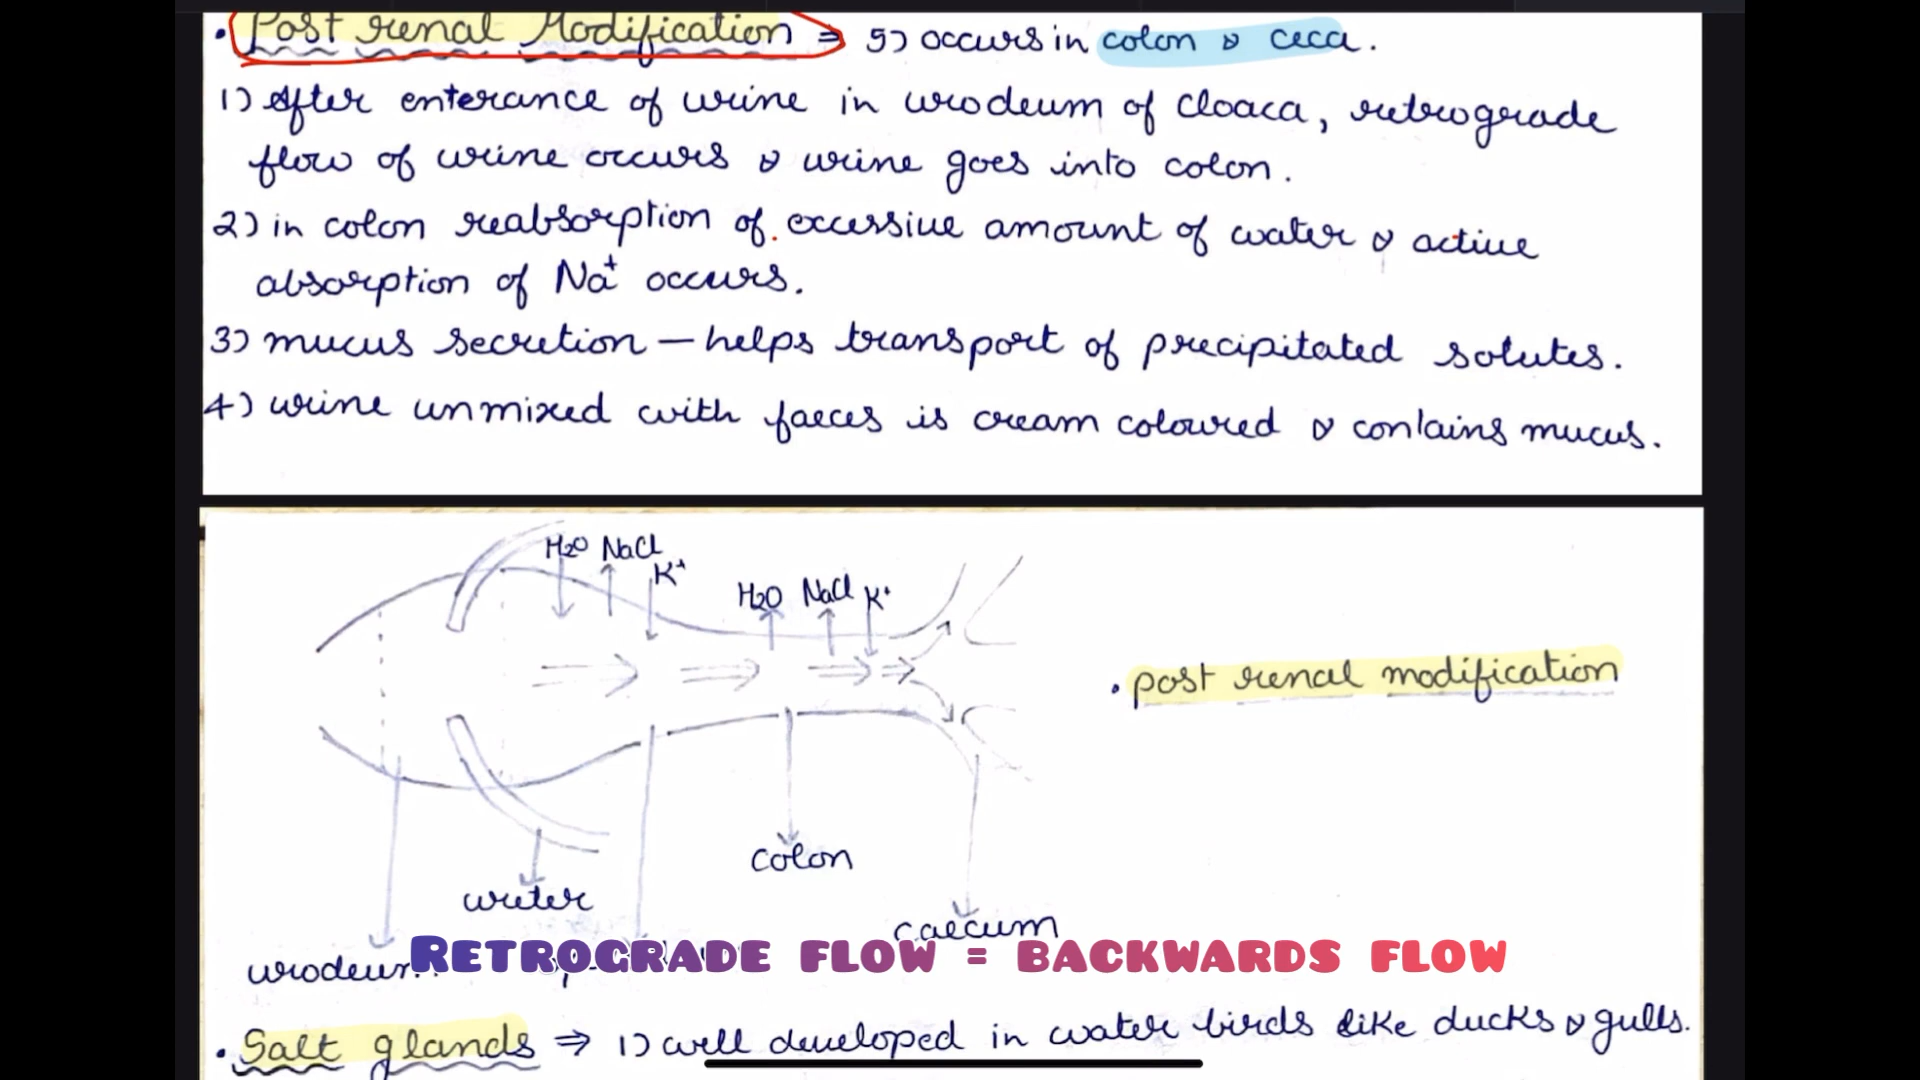 • Post renal Modification ⇒ 5) occurs in colon & ceca.
1) After enterance of urine in urodeum of cloaca, retrograde
flow of urine occurs & urine goes into colon.
2) in colon reabsorption of excessive amount of water & active
absorption of Na⁺ occurs.
3) mucus secretion – helps transport of precipitated solutes.
4) urine unmixed with faeces is cream coloured & contains mucus.
H₂O NaCl K⁺
H₂O NaCl K⁺
• post renal modification
colon
ureter
caecum
RETROGRADE FLOW = BACKWARDS FLOW
• Salt glands ⇒ 1) well developed in water birds like ducks & gulls.